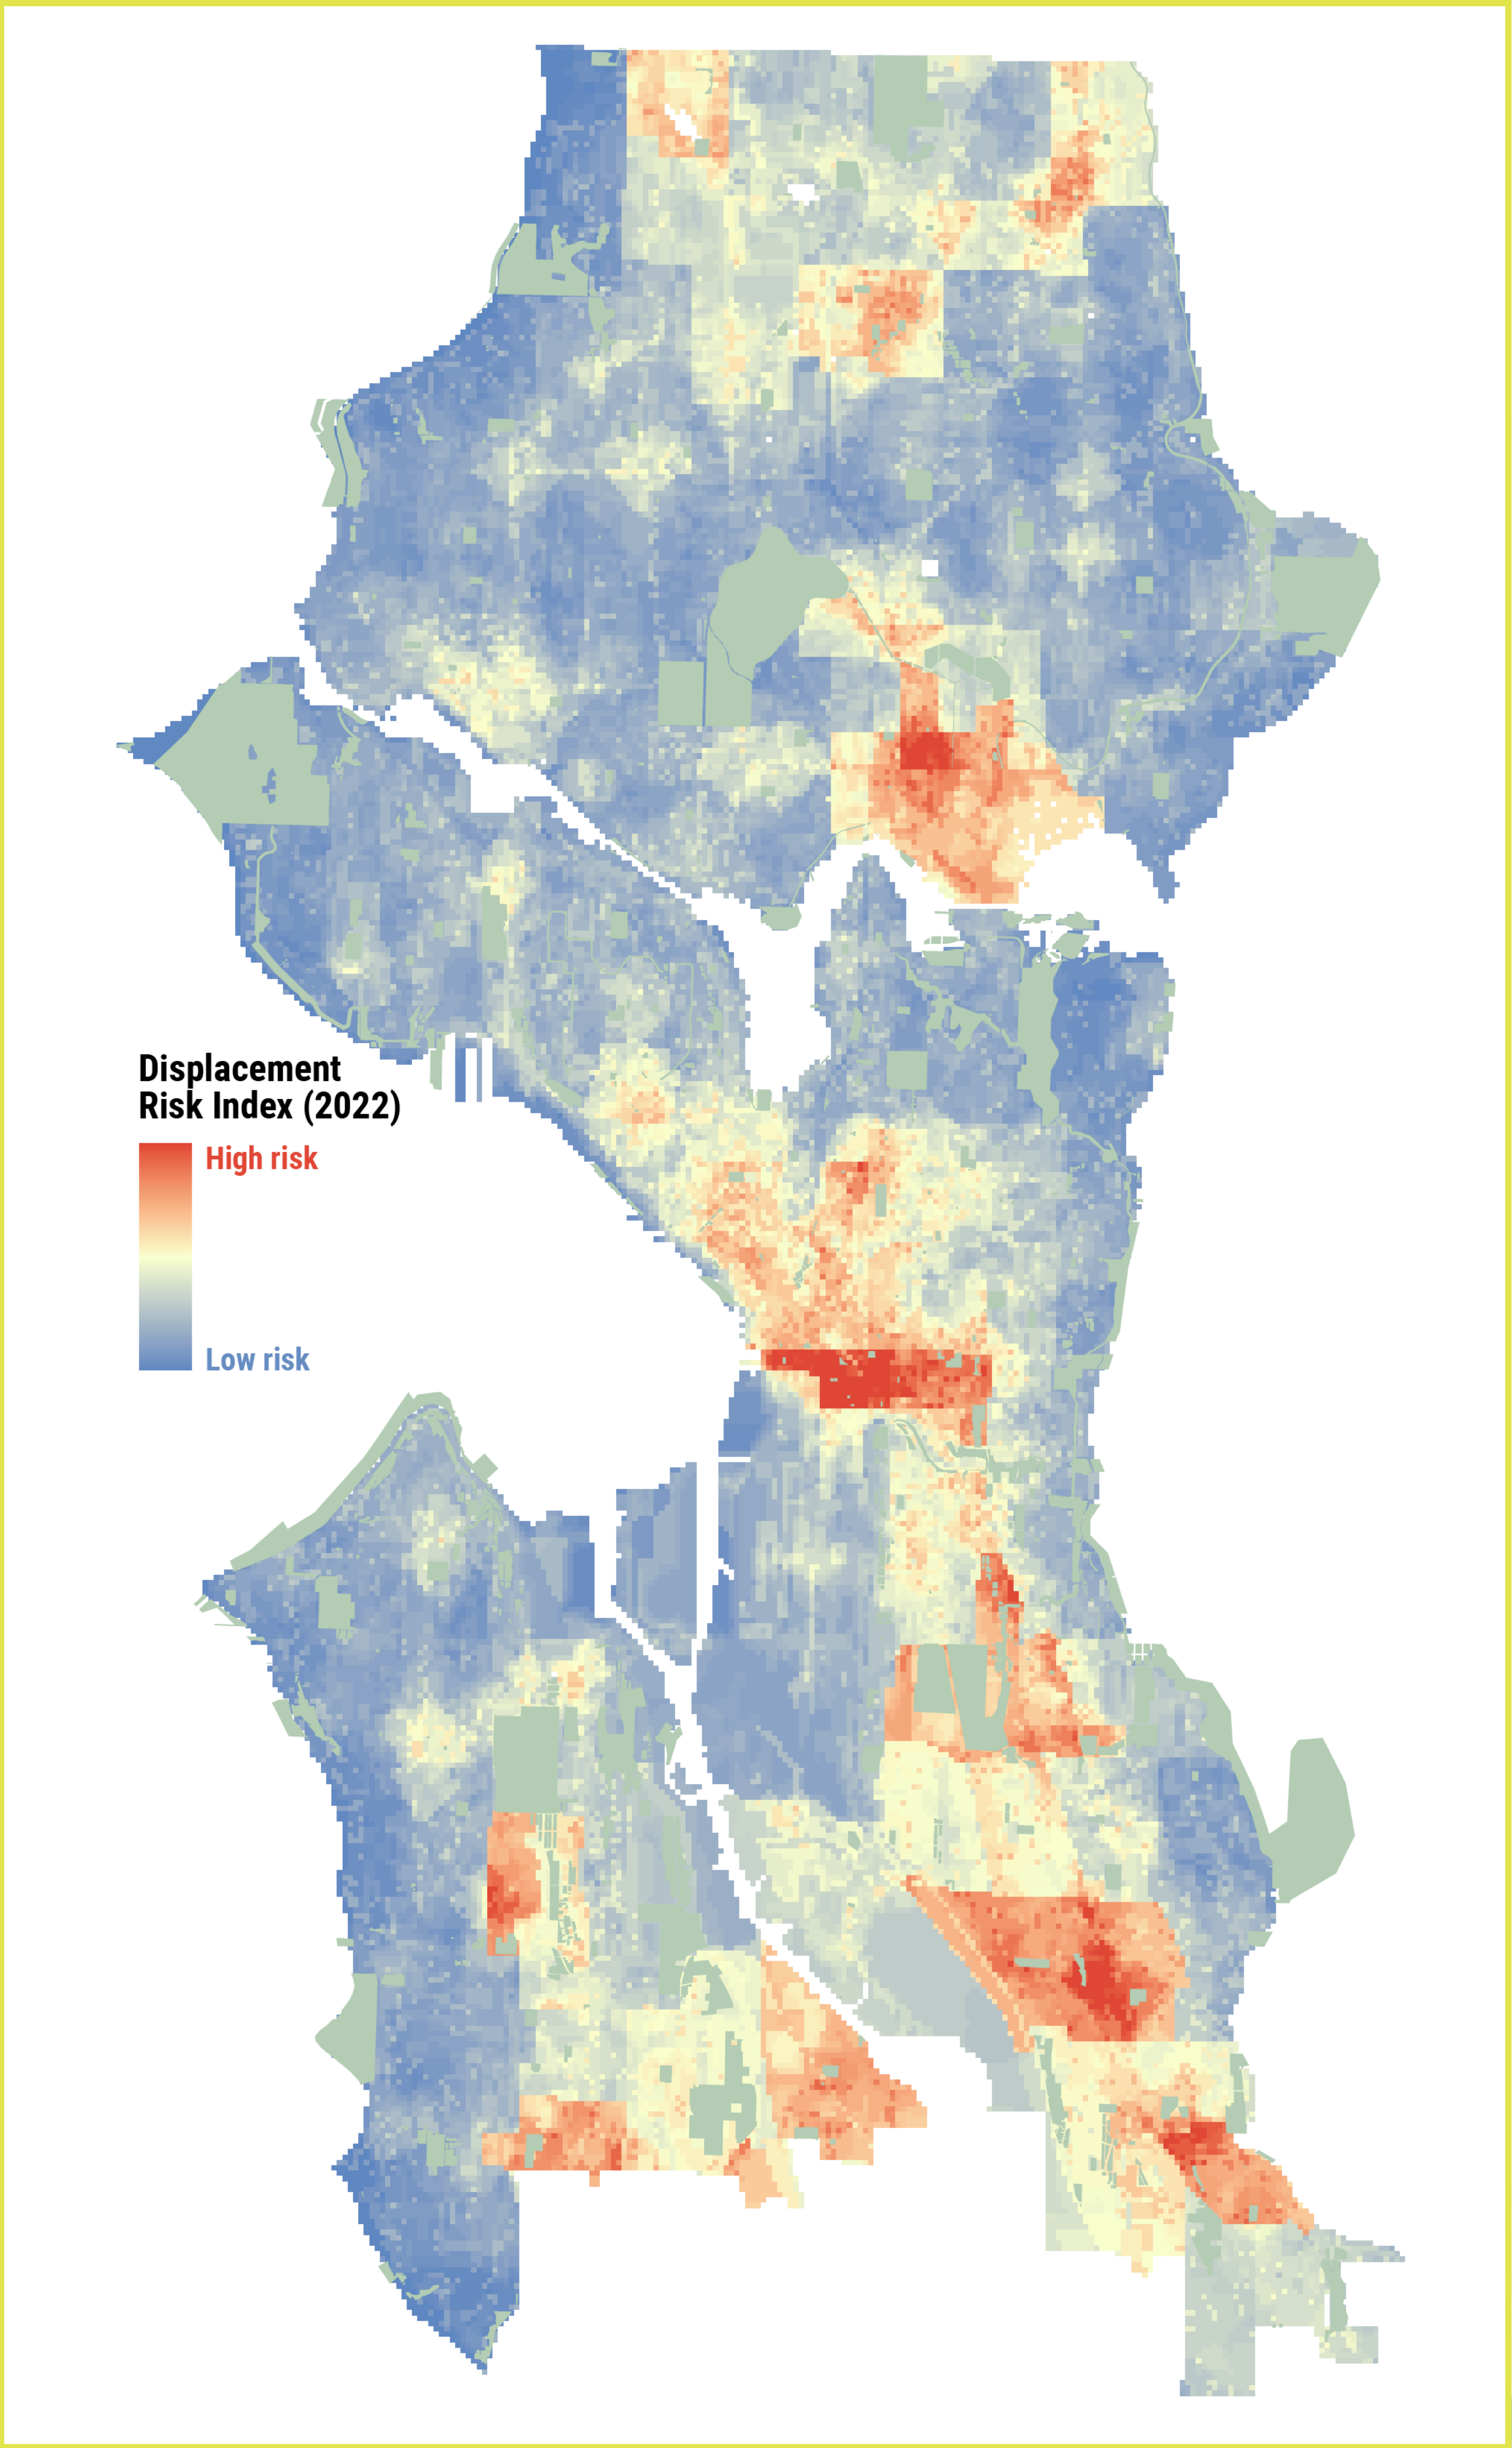 Displacement
Risk Index (2022)
High risk
Low risk